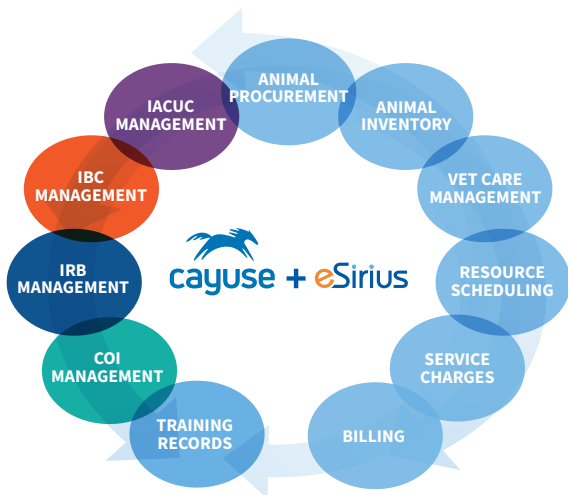 ANIMAL
PROCUREMENT
ANIMAL
INVENTORY
VET CARE
MANAGEMENT
RESOURCE
SCHEDULING
SERVICE
CHARGES
BILLING
TRAINING
RECORDS
COI
MANAGEMENT
IRB
MANAGEMENT
IBC
MANAGEMENT
IACUC
MANAGEMENT
cayuse + eSirius